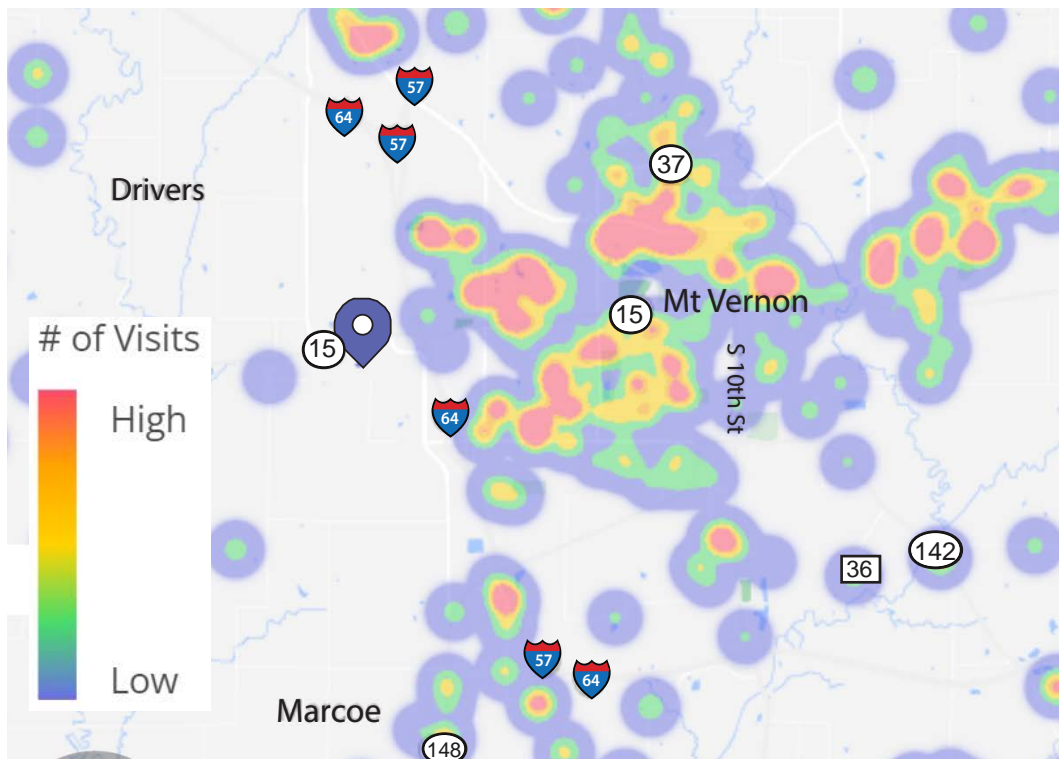 57
64
57
37
Drivers
Mt Vernon
15
# of Visits
15
S 10th St
High
64
142
36
57
64
Low
Marcoe
148